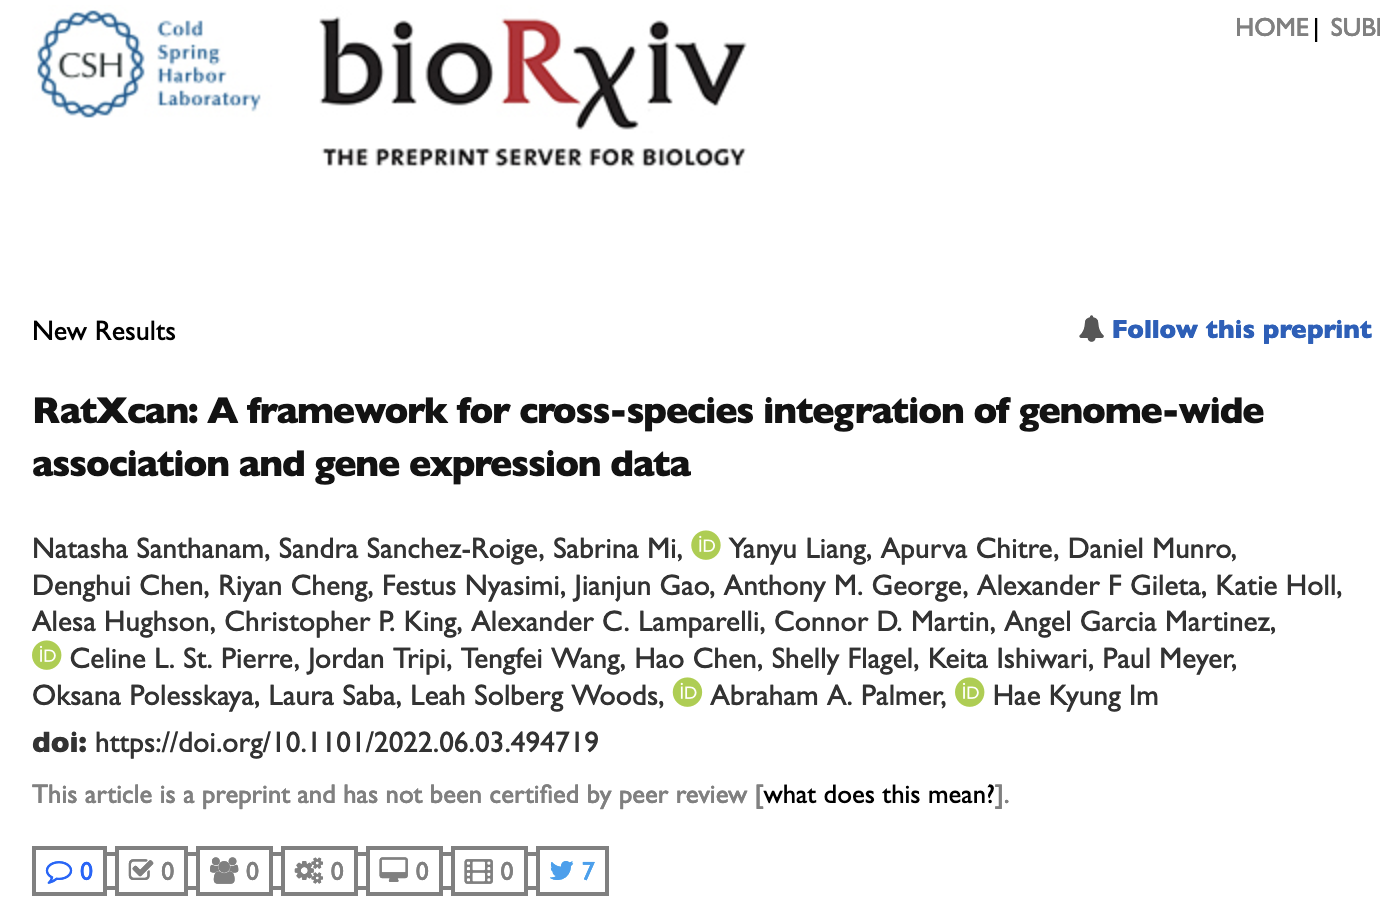 CSH
Cold
Spring
Harbor
Laboratory
bioRχiv
THE PREPRINT SERVER FOR BIOLOGY
HOME | SUBI
New Results
Follow this preprint
RatXcan: A framework for cross-species integration of genome-wide
association and gene expression data
Natasha Santhanam, Sandra Sanchez-Roige, Sabrina Mi, iD Yanyu Liang, Apurva Chitre, Daniel Munro,
Denghui Chen, Riyan Cheng, Festus Nyasimi, Jianjun Gao, Anthony M. George, Alexander F Gileta, Katie Holl,
Alesa Hughson, Christopher P. King, Alexander C. Lamparelli, Connor D. Martin, Angel Garcia Martinez,
iD Celine L. St. Pierre, Jordan Tripi, Tengfei Wang, Hao Chen, Shelly Flagel, Keita Ishiwari, Paul Meyer,
Oksana Polesskaya, Laura Saba, Leah Solberg Woods, iD Abraham A. Palmer, iD Hae Kyung Im
doi: https://doi.org/10.1101/2022.06.03.494719
This article is a preprint and has not been certified by peer review [what does this mean?].
0 0 0 0 0 0 7